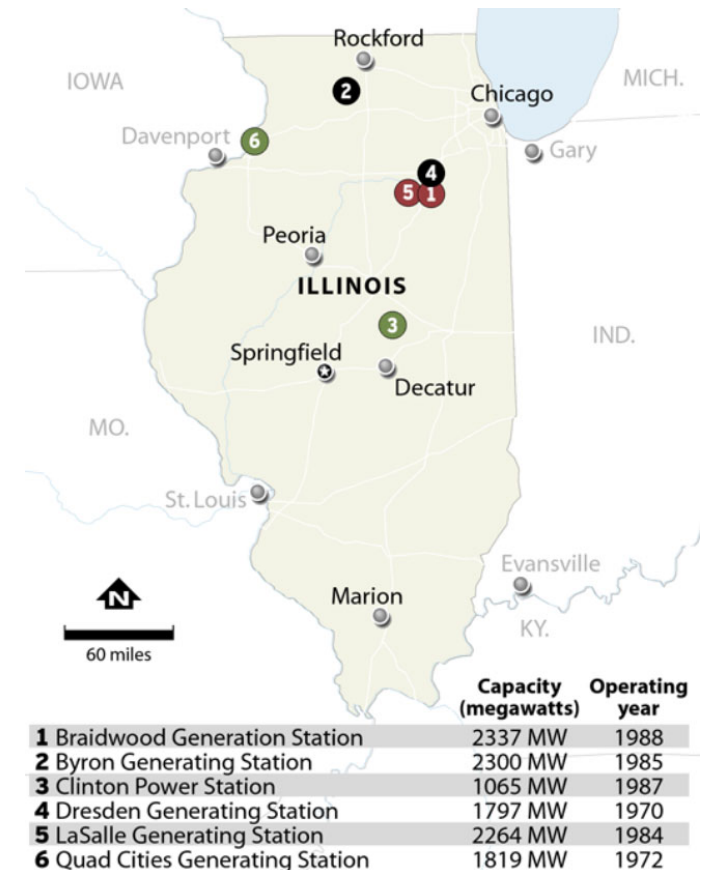 Rockford
IOWA
MICH.
2
Chicago
Davenport
6
Gary
4
5 1
Peoria
ILLINOIS
3
IND.
Springfield
Decatur
MO.
St. Louis
Evansville
N
Marion
KY.
60 miles
Capacity Operating
(megawatts) year
1 Braidwood Generation Station 2337 MW 1988
2 Byron Generating Station 2300 MW 1985
3 Clinton Power Station 1065 MW 1987
4 Dresden Generating Station 1797 MW 1970
5 LaSalle Generating Station 2264 MW 1984
6 Quad Cities Generating Station 1819 MW 1972